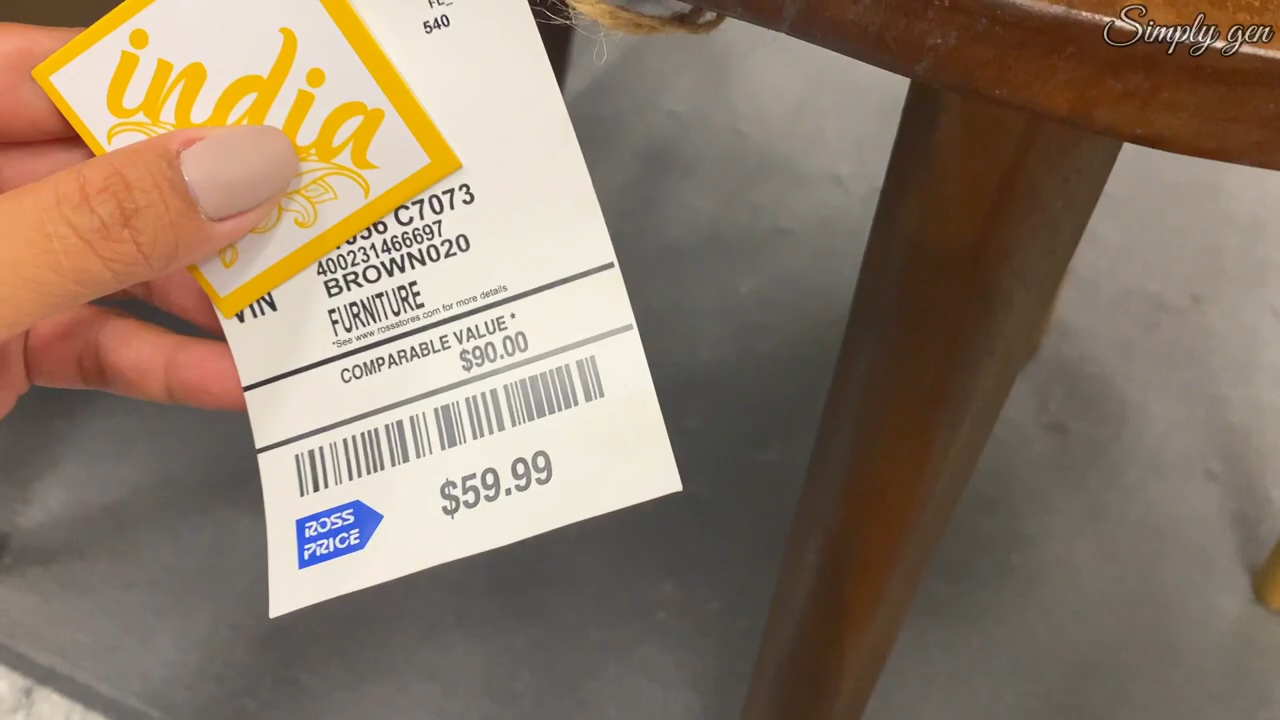 Simply gen
540
india
C7073
400231466697
BROWN020
FURNITURE
*See www.rossstores.com for more details
COMPARABLE VALUE *
$90.00
$59.99
ROSS
PRICE